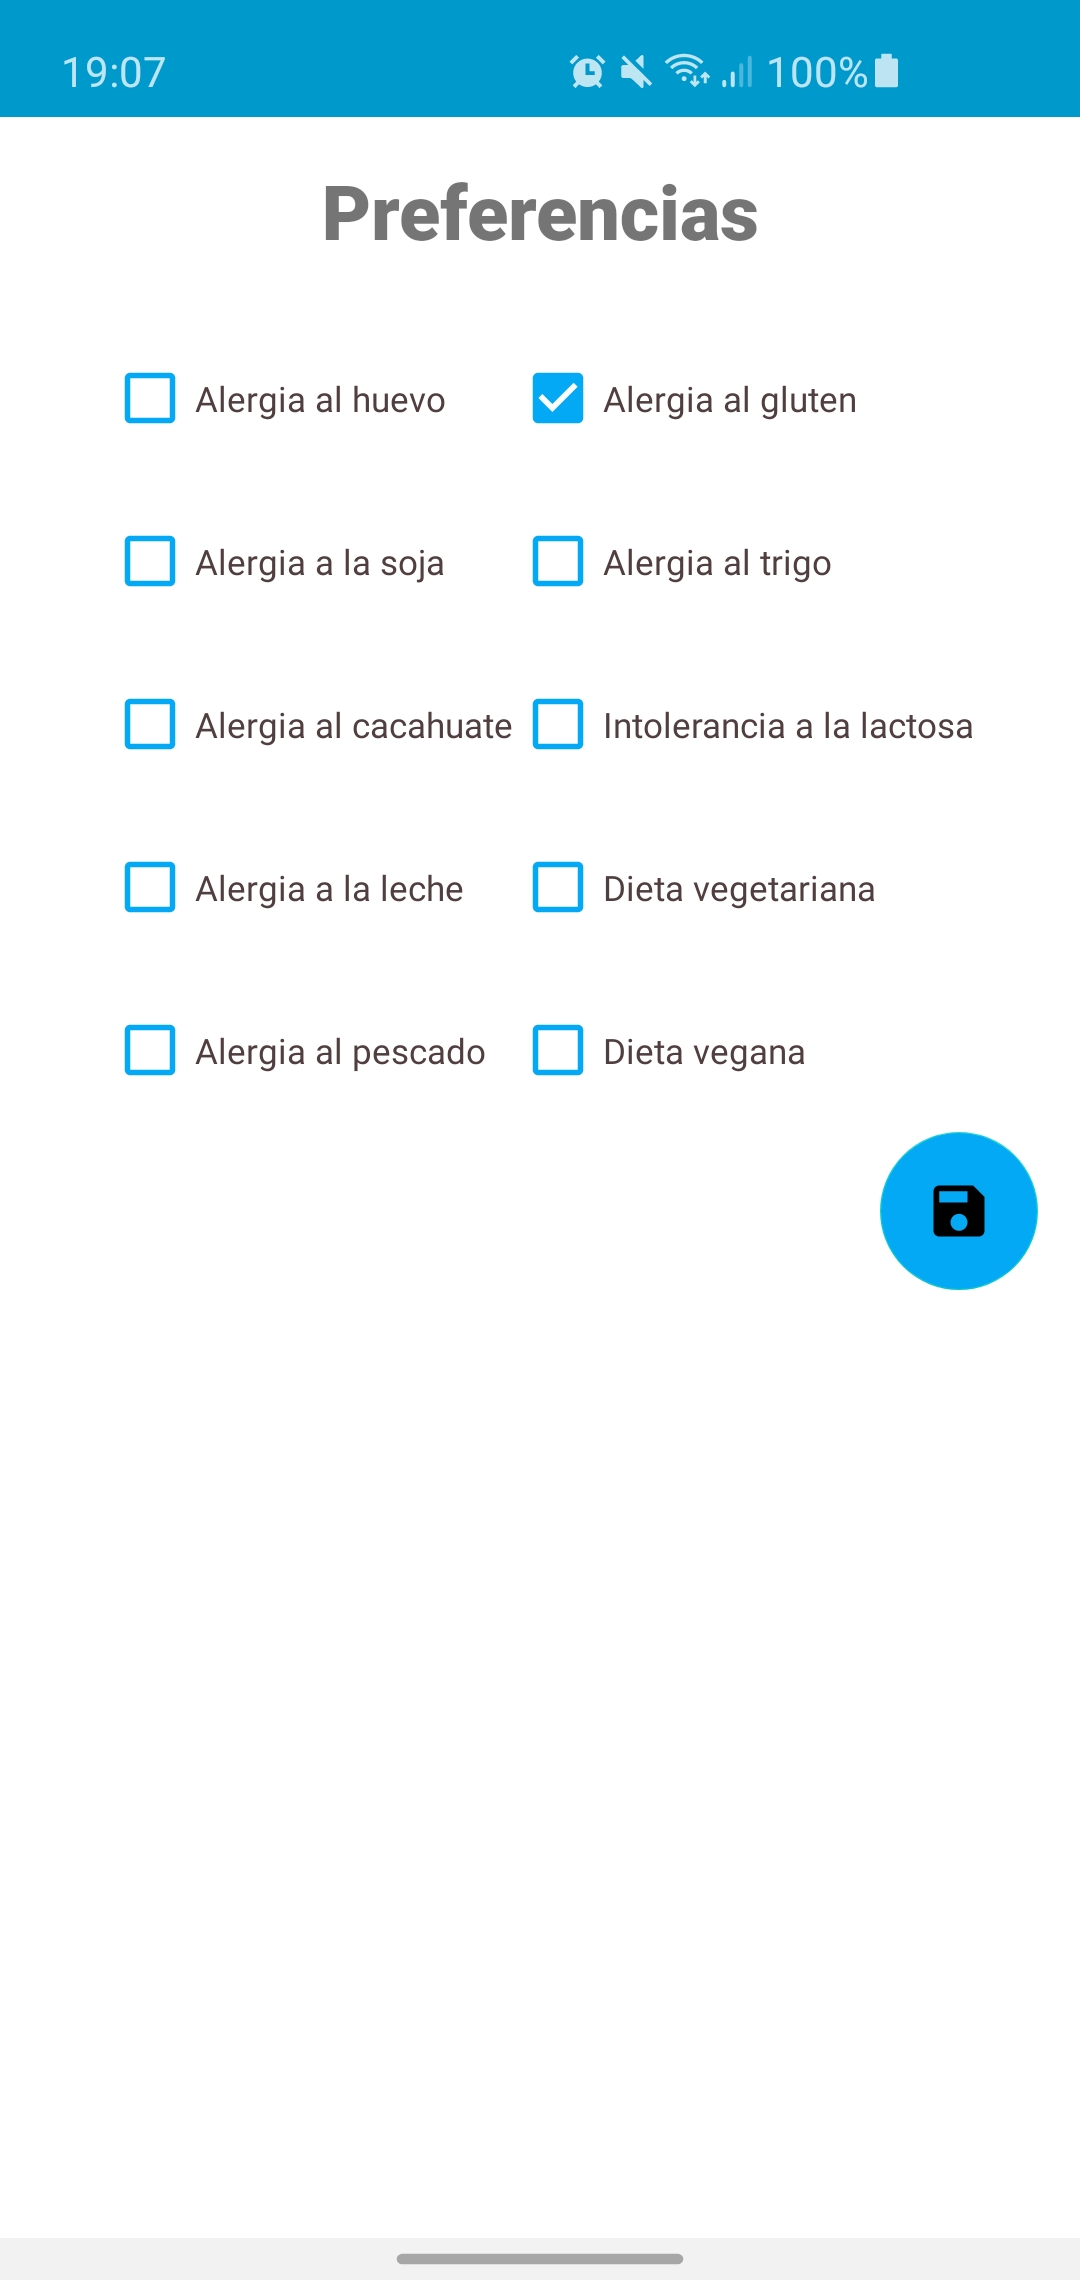 19:07 100%
Preferencias
Alergia al huevo Alergia al gluten
Alergia a la soja Alergia al trigo
Alergia al cacahuate Intolerancia a la lactosa
Alergia a la leche Dieta vegetariana
Alergia al pescado Dieta vegana